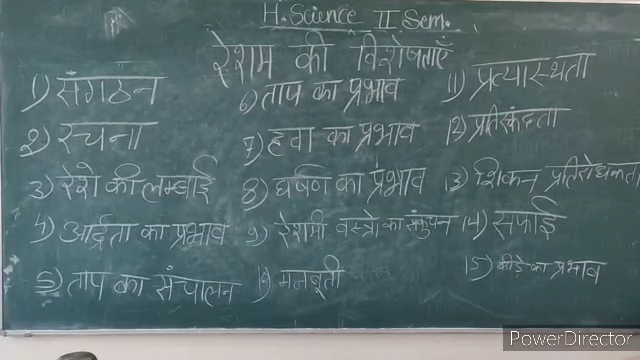 H. Science II Sem.
रेशम की विशेषताएँ
1) संगठन
2) रचना
3) रेशे की लम्बाई
4) आर्द्रता का प्रभाव
5) ताप का संचालन
6) ताप का प्रभाव
7) हवा का प्रभाव
8) घर्षण का प्रभाव
9) रेशमी वस्त्रो का संकुचन
10) मजबूती
11) प्रत्यास्थता
12) प्रतिस्कंदता
13) शिकन प्रतिरोधकता
14) सफाई
15) कीड़े का प्रभाव
PowerDirector